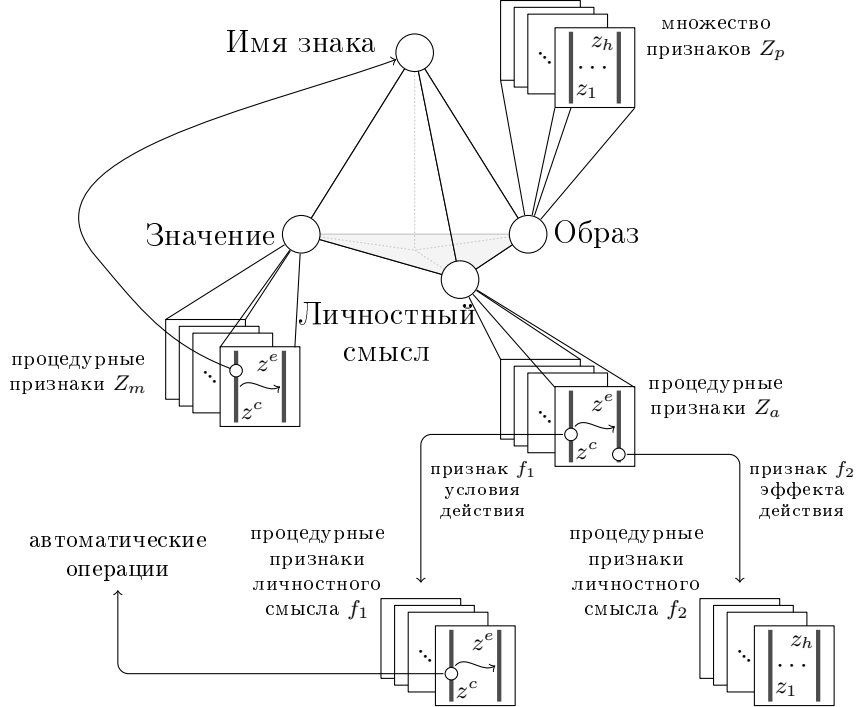 Имя знака
множество
признаков Z_p
z_h
...
z_1
Значение
Образ
Личностный
смысл
процедурные
признаки Z_m
z^e
z^c
процедурные
признаки Z_a
z^e
z^c
признак f_1
условия
действия
признак f_2
эффекта
действия
автоматические
операции
процедурные
признаки
личностного
смысла f_1
z^e
z^c
процедурные
признаки
личностного
смысла f_2
z_h
...
z_1